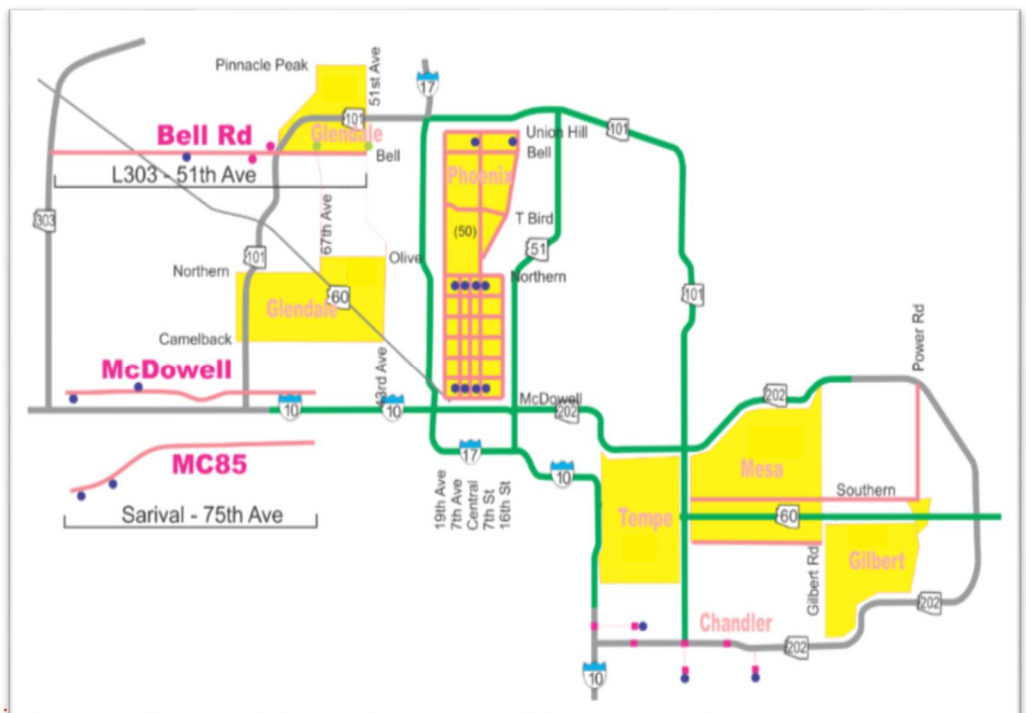 Pinnacle Peak
51st Ave
17
101
Glendale
Bell Rd
Union Hill
101
Bell
Bell
L303 - 51th Ave
Phoenix
303
67th Ave
T Bird
(50)
51
101
Olive
Northern
Northern
60
101
Glendale
Camelback
Power Rd
McDowell
43rd Ave
McDowell
202
10
10
202
MC85
17
10
Mesa
Southern
19th Ave
7th Ave
Central
7th St
16th St
Sarival - 75th Ave
Tempe
60
Gilbert Rd
Gilbert
202
Chandler
202
10